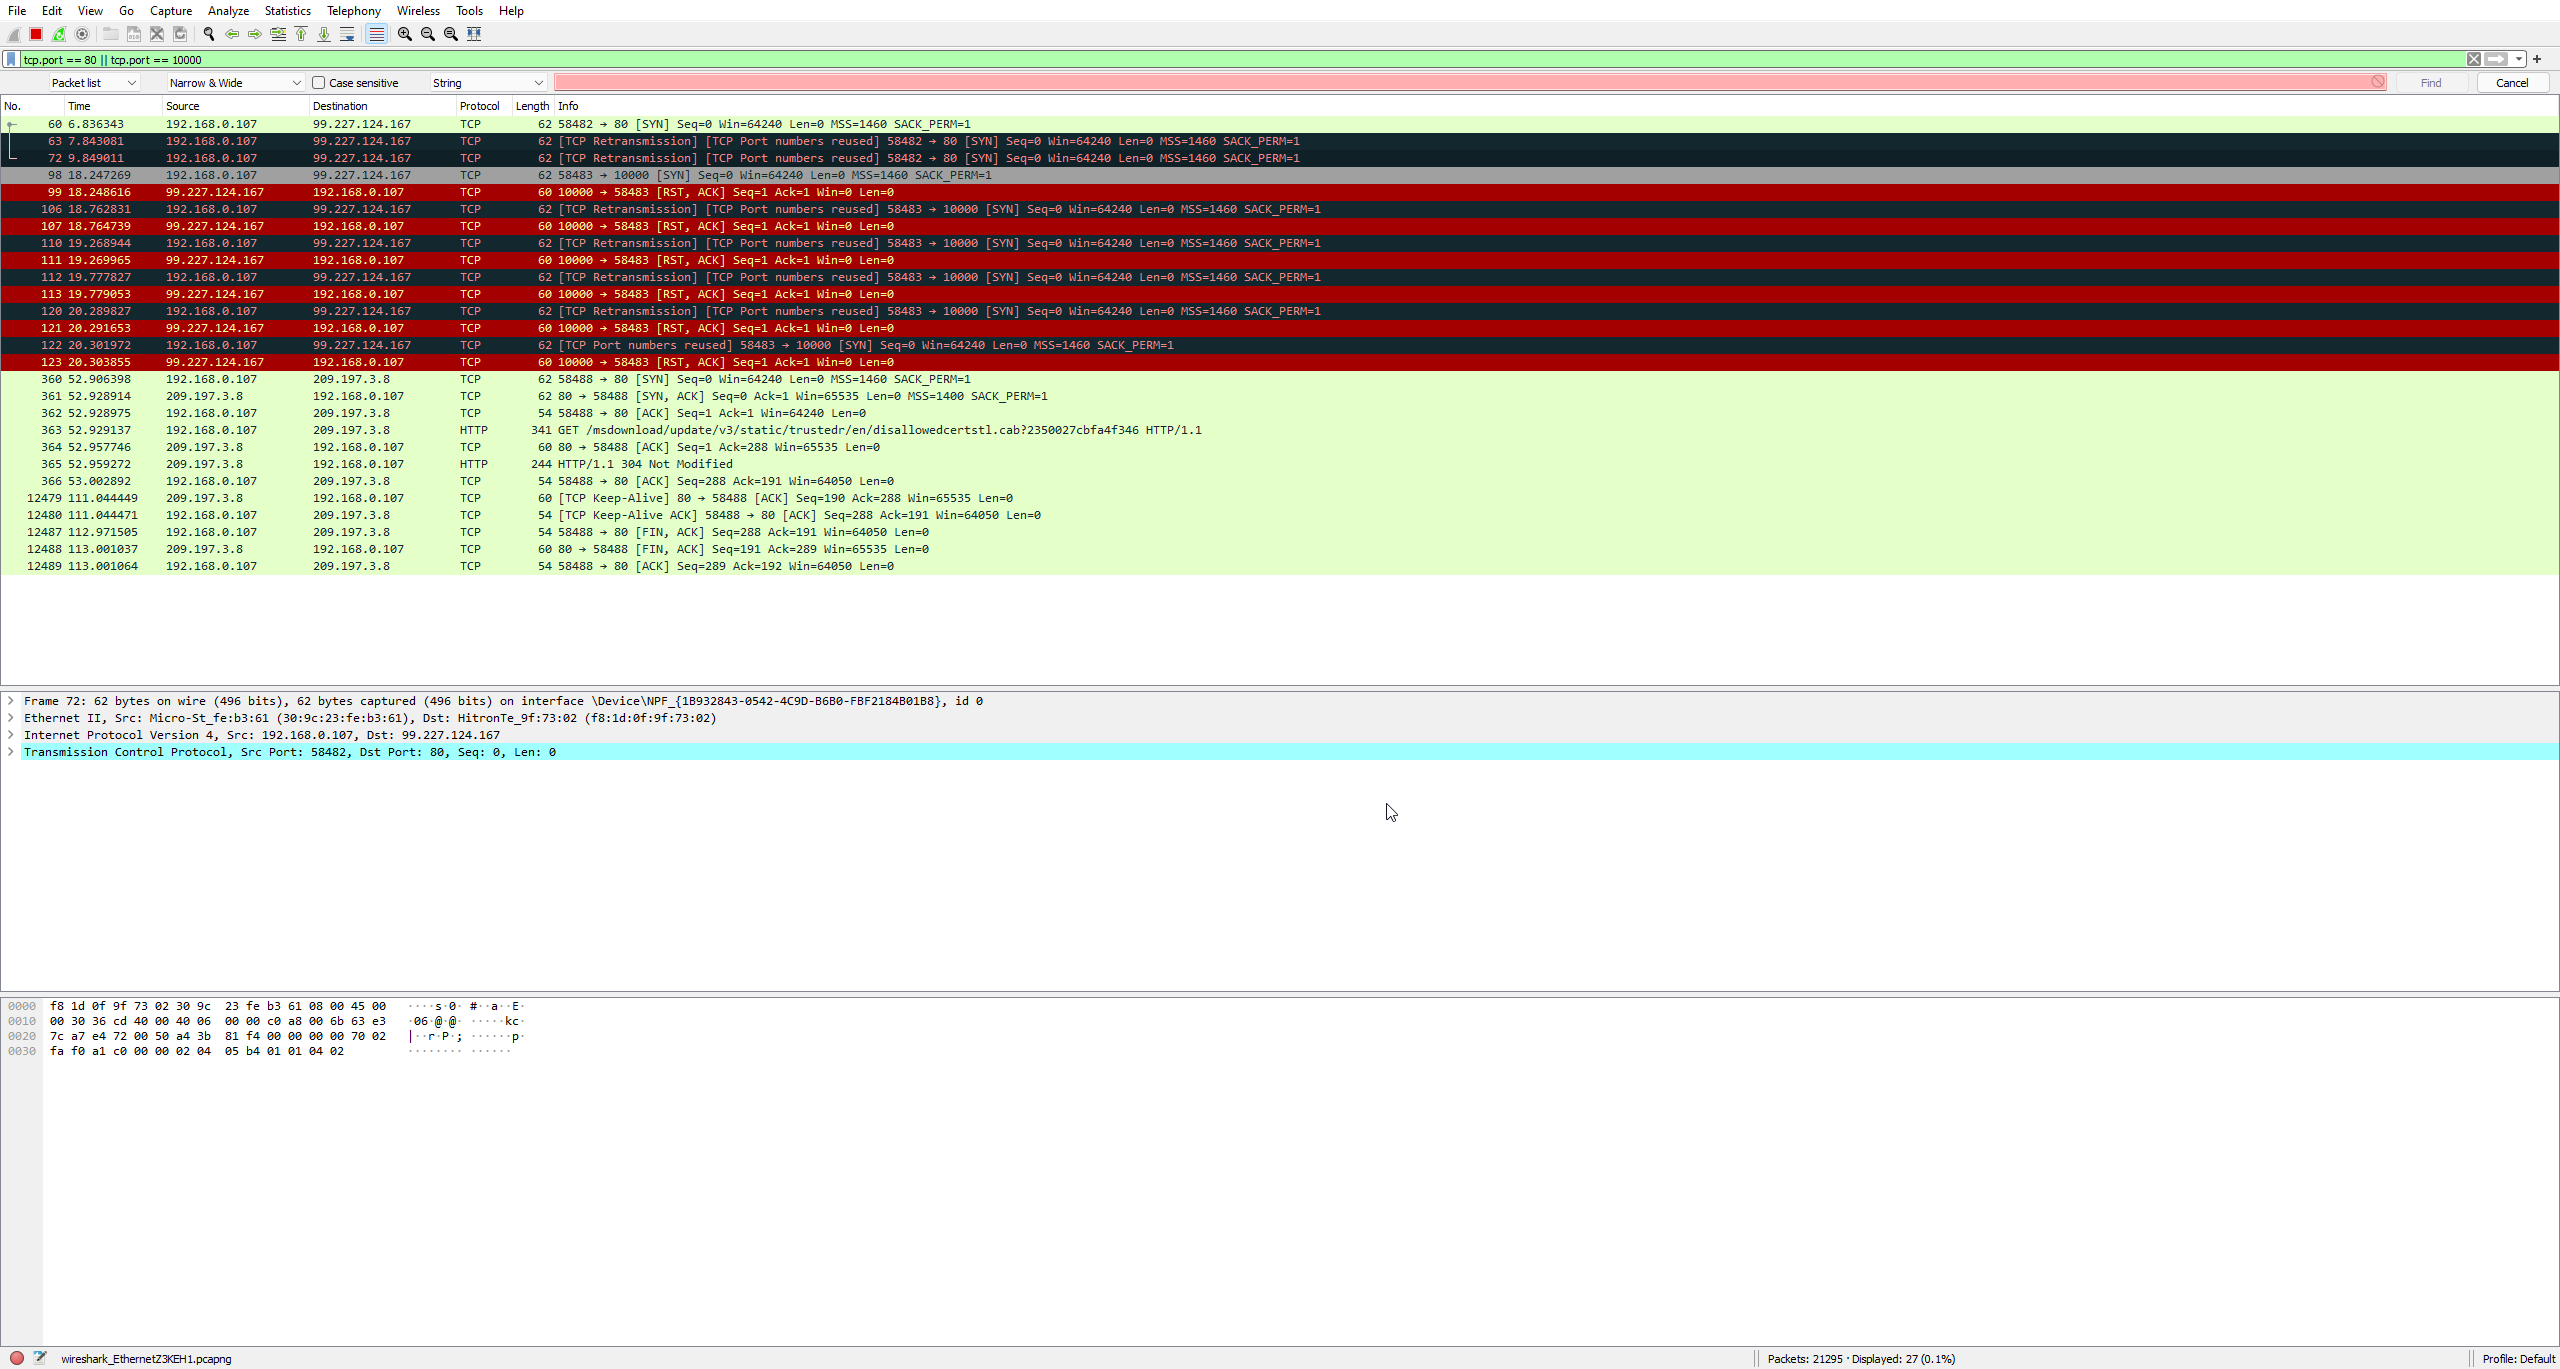 File Edit View Go Capture Analyze Statistics Telephony Wireless Tools Help
tcp.port == 80 || tcp.port == 10000
Packet list Narrow & Wide Case sensitive String Find Cancel
No. Time Source Destination Protocol Length Info
60 6.836343 192.168.0.107 99.227.124.167 TCP 62 58482 → 80 [SYN] Seq=0 Win=64240 Len=0 MSS=1460 SACK_PERM=1
63 7.843081 192.168.0.107 99.227.124.167 TCP 62 [TCP Retransmission] [TCP Port numbers reused] 58482 → 80 [SYN] Seq=0 Win=64240 Len=0 MSS=1460 SACK_PERM=1
72 9.849011 192.168.0.107 99.227.124.167 TCP 62 [TCP Retransmission] [TCP Port numbers reused] 58482 → 80 [SYN] Seq=0 Win=64240 Len=0 MSS=1460 SACK_PERM=1
98 18.247269 192.168.0.107 99.227.124.167 TCP 62 58483 → 10000 [SYN] Seq=0 Win=64240 Len=0 MSS=1460 SACK_PERM=1
99 18.248616 99.227.124.167 192.168.0.107 TCP 60 10000 → 58483 [RST, ACK] Seq=1 Ack=1 Win=0 Len=0
106 18.762831 192.168.0.107 99.227.124.167 TCP 62 [TCP Retransmission] [TCP Port numbers reused] 58483 → 10000 [SYN] Seq=0 Win=64240 Len=0 MSS=1460 SACK_PERM=1
107 18.764739 99.227.124.167 192.168.0.107 TCP 60 10000 → 58483 [RST, ACK] Seq=1 Ack=1 Win=0 Len=0
110 19.268944 192.168.0.107 99.227.124.167 TCP 62 [TCP Retransmission] [TCP Port numbers reused] 58483 → 10000 [SYN] Seq=0 Win=64240 Len=0 MSS=1460 SACK_PERM=1
111 19.269965 99.227.124.167 192.168.0.107 TCP 60 10000 → 58483 [RST, ACK] Seq=1 Ack=1 Win=0 Len=0
112 19.777827 192.168.0.107 99.227.124.167 TCP 62 [TCP Retransmission] [TCP Port numbers reused] 58483 → 10000 [SYN] Seq=0 Win=64240 Len=0 MSS=1460 SACK_PERM=1
113 19.779053 99.227.124.167 192.168.0.107 TCP 60 10000 → 58483 [RST, ACK] Seq=1 Ack=1 Win=0 Len=0
120 20.289827 192.168.0.107 99.227.124.167 TCP 62 [TCP Retransmission] [TCP Port numbers reused] 58483 → 10000 [SYN] Seq=0 Win=64240 Len=0 MSS=1460 SACK_PERM=1
121 20.291653 99.227.124.167 192.168.0.107 TCP 60 10000 → 58483 [RST, ACK] Seq=1 Ack=1 Win=0 Len=0
122 20.301972 192.168.0.107 99.227.124.167 TCP 62 [TCP Port numbers reused] 58483 → 10000 [SYN] Seq=0 Win=64240 Len=0 MSS=1460 SACK_PERM=1
123 20.303855 99.227.124.167 192.168.0.107 TCP 60 10000 → 58483 [RST, ACK] Seq=1 Ack=1 Win=0 Len=0
360 52.906398 192.168.0.107 209.197.3.8 TCP 62 58488 → 80 [SYN] Seq=0 Win=64240 Len=0 MSS=1460 SACK_PERM=1
361 52.928914 209.197.3.8 192.168.0.107 TCP 62 80 → 58488 [SYN, ACK] Seq=0 Ack=1 Win=65535 Len=0 MSS=1400 SACK_PERM=1
362 52.928975 192.168.0.107 209.197.3.8 TCP 54 58488 → 80 [ACK] Seq=1 Ack=1 Win=64240 Len=0
363 52.929137 192.168.0.107 209.197.3.8 HTTP 341 GET /msdownload/update/v3/static/trustedr/en/disallowedcertstl.cab?2350027cbfa4f346 HTTP/1.1
364 52.957746 209.197.3.8 192.168.0.107 TCP 60 80 → 58488 [ACK] Seq=1 Ack=288 Win=65535 Len=0
365 52.959272 209.197.3.8 192.168.0.107 HTTP 244 HTTP/1.1 304 Not Modified
366 53.002892 192.168.0.107 209.197.3.8 TCP 54 58488 → 80 [ACK] Seq=288 Ack=191 Win=64050 Len=0
12479 111.044449 209.197.3.8 192.168.0.107 TCP 60 [TCP Keep-Alive] 80 → 58488 [ACK] Seq=190 Ack=288 Win=65535 Len=0
12480 111.044471 192.168.0.107 209.197.3.8 TCP 54 [TCP Keep-Alive ACK] 58488 → 80 [ACK] Seq=288 Ack=191 Win=64050 Len=0
12487 112.971505 192.168.0.107 209.197.3.8 TCP 54 58488 → 80 [FIN, ACK] Seq=288 Ack=191 Win=64050 Len=0
12488 113.001037 209.197.3.8 192.168.0.107 TCP 60 80 → 58488 [FIN, ACK] Seq=191 Ack=289 Win=65535 Len=0
12489 113.001064 192.168.0.107 209.197.3.8 TCP 54 58488 → 80 [ACK] Seq=289 Ack=192 Win=64050 Len=0
Frame 72: 62 bytes on wire (496 bits), 62 bytes captured (496 bits) on interface \Device\NPF_{1B932843-0542-4C9D-B6B0-FBF2184B01B8}, id 0
Ethernet II, Src: Micro-St_fe:b3:61 (30:9c:23:fe:b3:61), Dst: HitronTe_9f:73:02 (f8:1d:0f:9f:73:02)
Internet Protocol Version 4, Src: 192.168.0.107, Dst: 99.227.124.167
Transmission Control Protocol, Src Port: 58482, Dst Port: 80, Seq: 0, Len: 0
0000 f8 1d 0f 9f 73 02 30 9c 23 fe b3 61 08 00 45 00 ····s·0· #··a··E·
0010 00 30 36 cd 40 00 40 06 00 00 c0 a8 00 6b 63 e3 ·06·@·@· ·····kc·
0020 7c a7 e4 72 00 50 a4 3b 81 f4 00 00 00 00 70 02 |··r·P·; ······p·
0030 fa f0 a1 c0 00 00 02 04 05 b4 01 01 04 02 ········ ······
wireshark_EthernetZ3KEH1.pcapng Packets: 21295 · Displayed: 27 (0.1%) Profile: Default